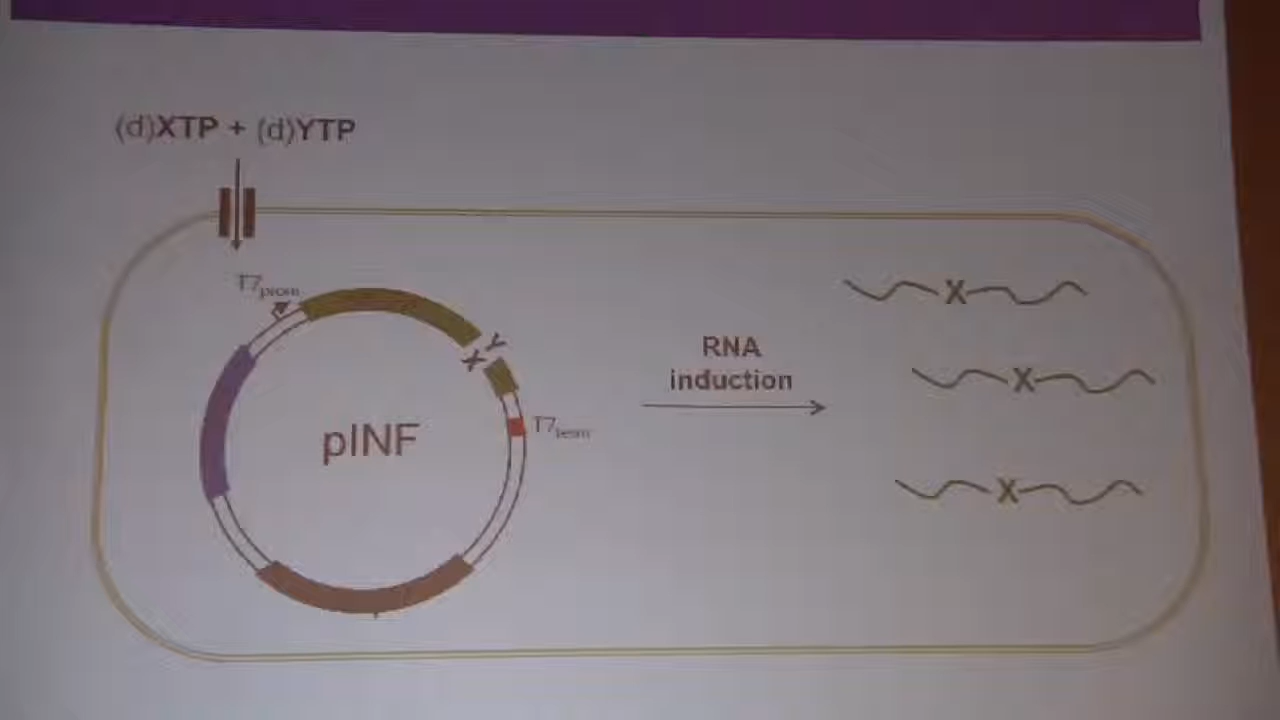 (d)XTP + (d)YTP
T7prom
Y
X
pINF
T7term
RNA
induction
X
X
X